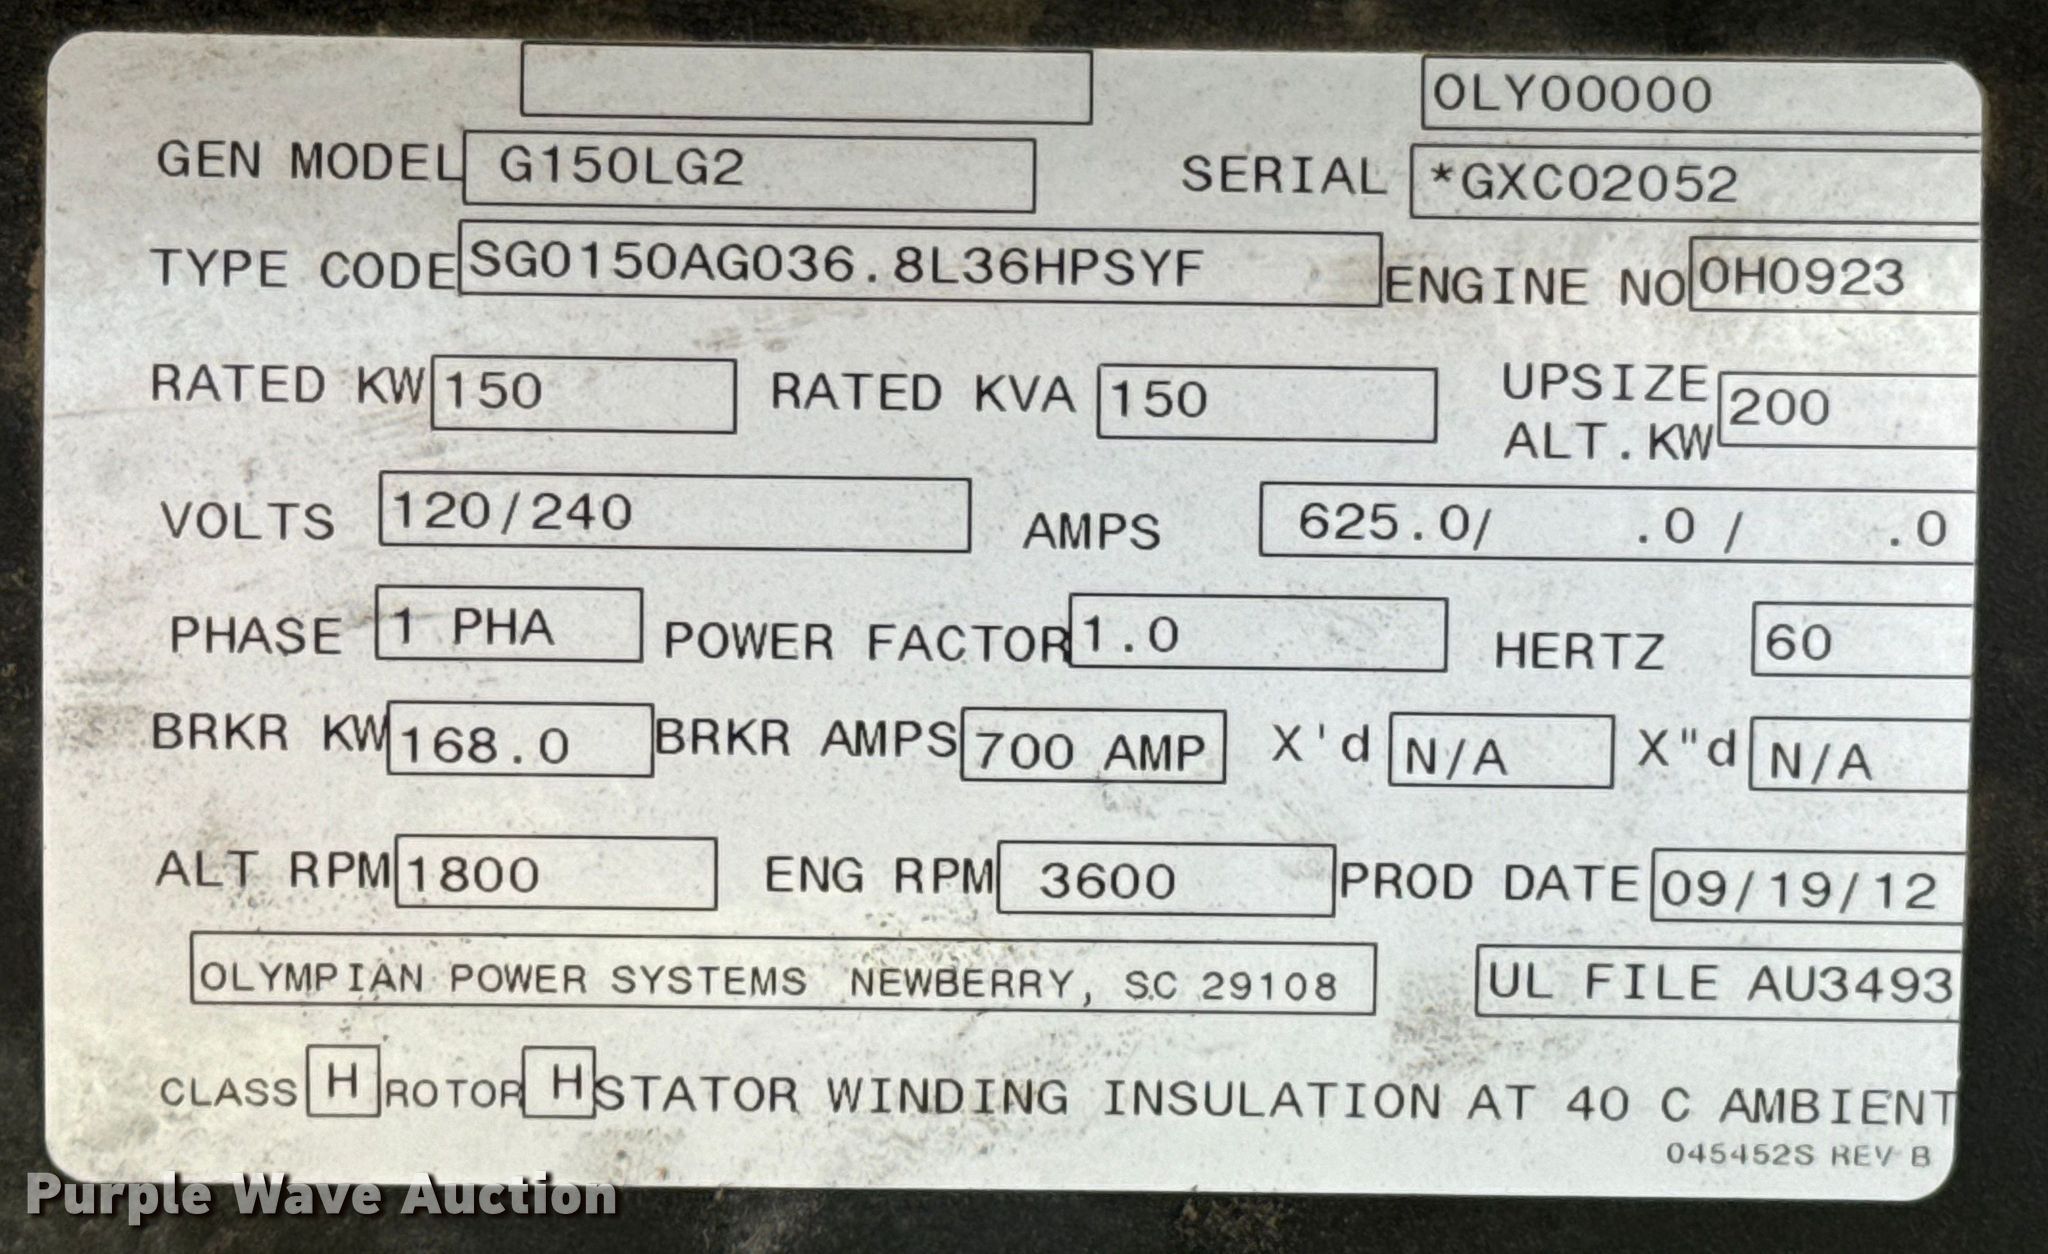 OLY00000
GEN MODEL G150LG2 SERIAL *GXC02052
TYPE CODE SG0150AG036.8L36HPSYF ENGINE NO 0H0923
RATED KW 150 RATED KVA 150 UPSIZE ALT.KW 200
VOLTS 120/240 AMPS 625.0/ .0 / .0
PHASE 1 PHA POWER FACTOR 1.0 HERTZ 60
BRKR KW 168.0 BRKR AMPS 700 AMP X'd N/A X"d N/A
ALT RPM 1800 ENG RPM 3600 PROD DATE 09/19/12
OLYMPIAN POWER SYSTEMS NEWBERRY, SC 29108 UL FILE AU3493
CLASS H ROTOR H STATOR WINDING INSULATION AT 40 C AMBIENT
045452S REV B
Purple Wave Auction